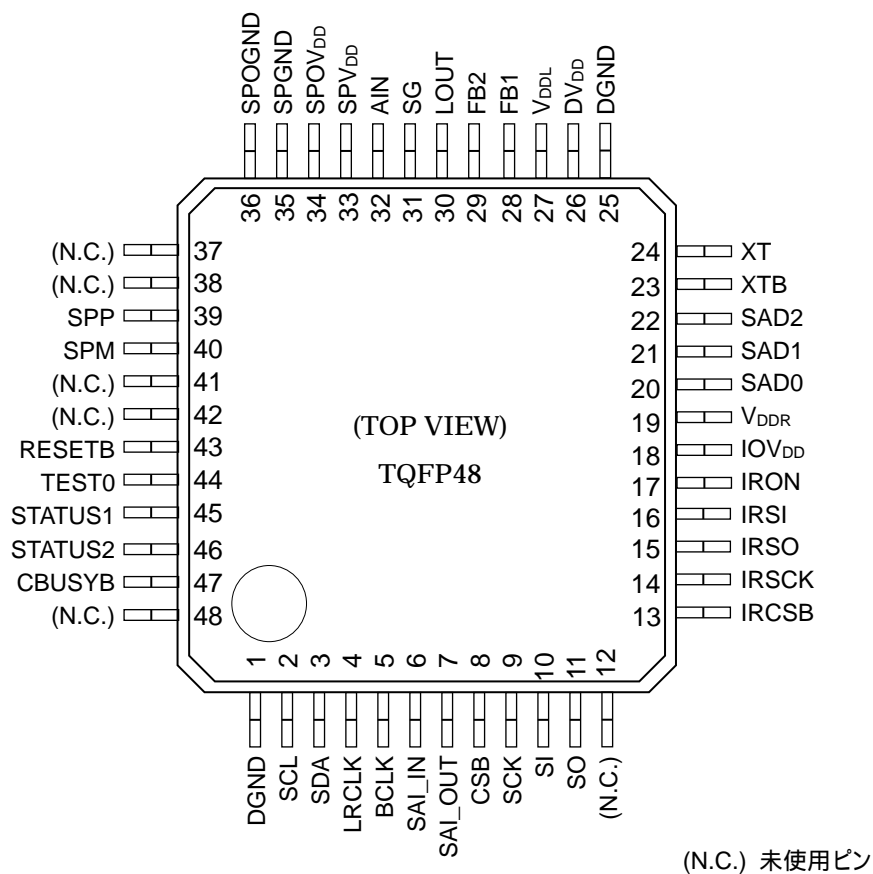 SPOGND
SPGND
SPOVDD
SPVDD
AIN
SG
LOUT
FB2
FB1
VDDL
DVDD
DGND
36
35
34
33
32
31
30
29
28
27
26
25
(N.C.) 37
(N.C.) 38
SPP 39
SPM 40
(N.C.) 41
(N.C.) 42
RESETB 43
TEST0 44
STATUS1 45
STATUS2 46
CBUSYB 47
(N.C.) 48
(TOP VIEW)
TQFP48
24 XT
23 XTB
22 SAD2
21 SAD1
20 SAD0
19 VDDR
18 IOVDD
17 IRON
16 IRSI
15 IRSO
14 IRSCK
13 IRCSB
1
2
3
4
5
6
7
8
9
10
11
12
DGND
SCL
SDA
LRCLK
BCLK
SAI_IN
SAI_OUT
CSB
SCK
SI
SO
(N.C.)
(N.C.) 未使用ピン